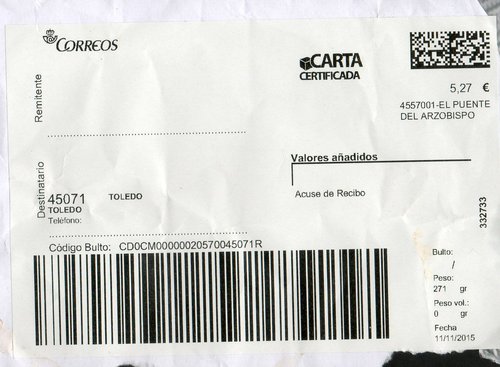 CORREOS
CARTA
CERTIFICADA
5,27 €
4557001-EL PUENTE
DEL ARZOBISPO
Remitente
Destinatario
Valores añadidos
Acuse de Recibo
45071 TOLEDO
TOLEDO
Teléfono:
332733
Código Bulto: CD0CM00000020570045071R
Bulto:
/
Peso:
271 gr
Peso vol.:
0 gr
Fecha
11/11/2015